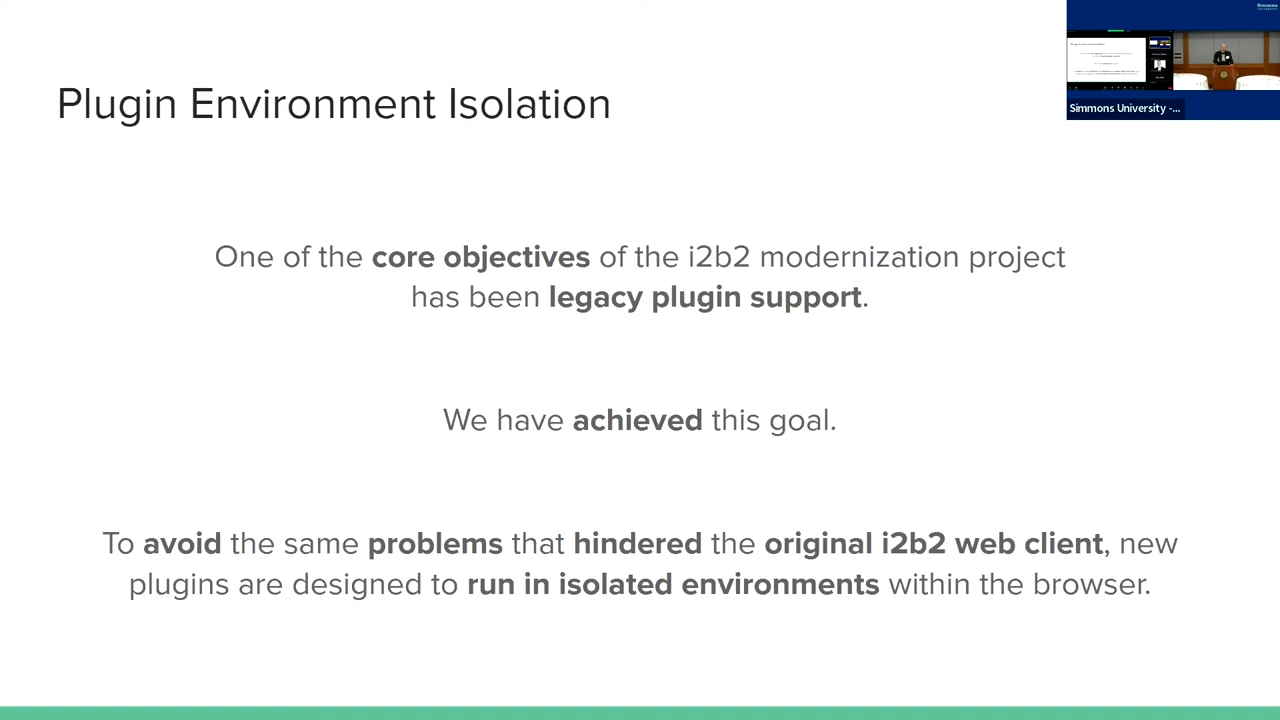 Plugin Environment Isolation
One of the core objectives of the i2b2 modernization project
has been legacy plugin support.
We have achieved this goal.
To avoid the same problems that hindered the original i2b2 web client, new
plugins are designed to run in isolated environments within the browser.
Simmons University -...